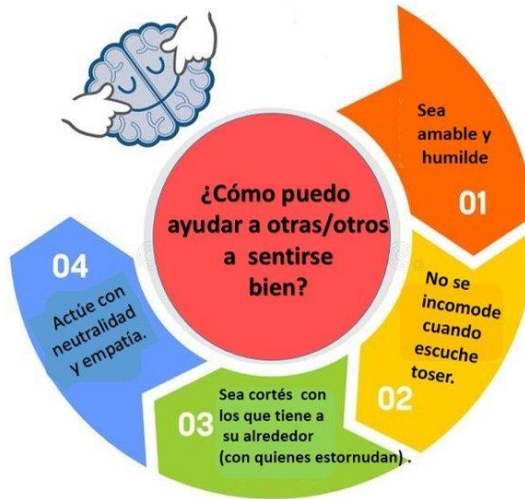 ¿Cómo puedo
ayudar a otras/otros
a sentirse
bien?
Sea
amable y
humilde
01
No se
incomode
cuando
escuche
toser.
02
03
Sea cortés con
los que tiene a
su alrededor
(con quienes estornudan) .
04
Actúe con
neutralidad
y empatía.